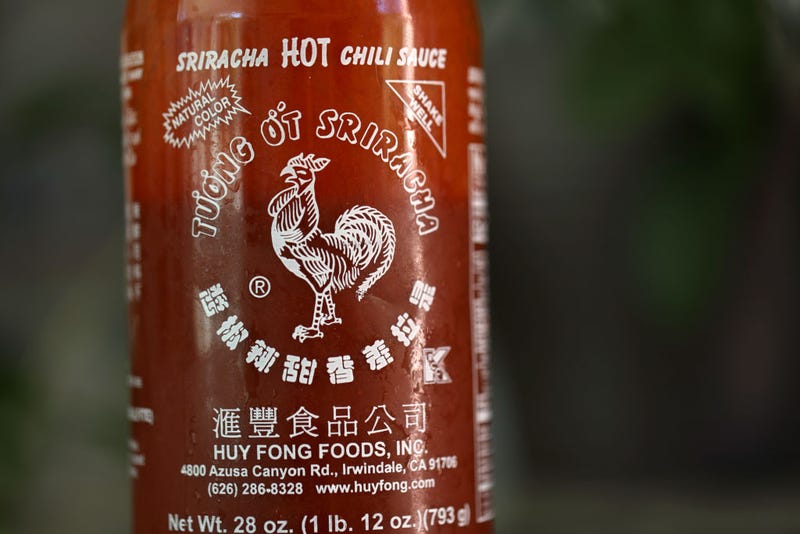 SRIRACHA HOT CHILI SAUCE
NATURAL
COLOR
SHAKE
WELL
TƯƠNG ỚT SRIRACHA
®
是拉差香甜辣椒醬
K
滙豐食品公司
HUY FONG FOODS, INC.
4800 Azusa Canyon Rd., Irwindale, CA 91706
(626) 286-8328 www.huyfong.com
Net Wt. 28 oz. (1 lb. 12 oz.)(793g)